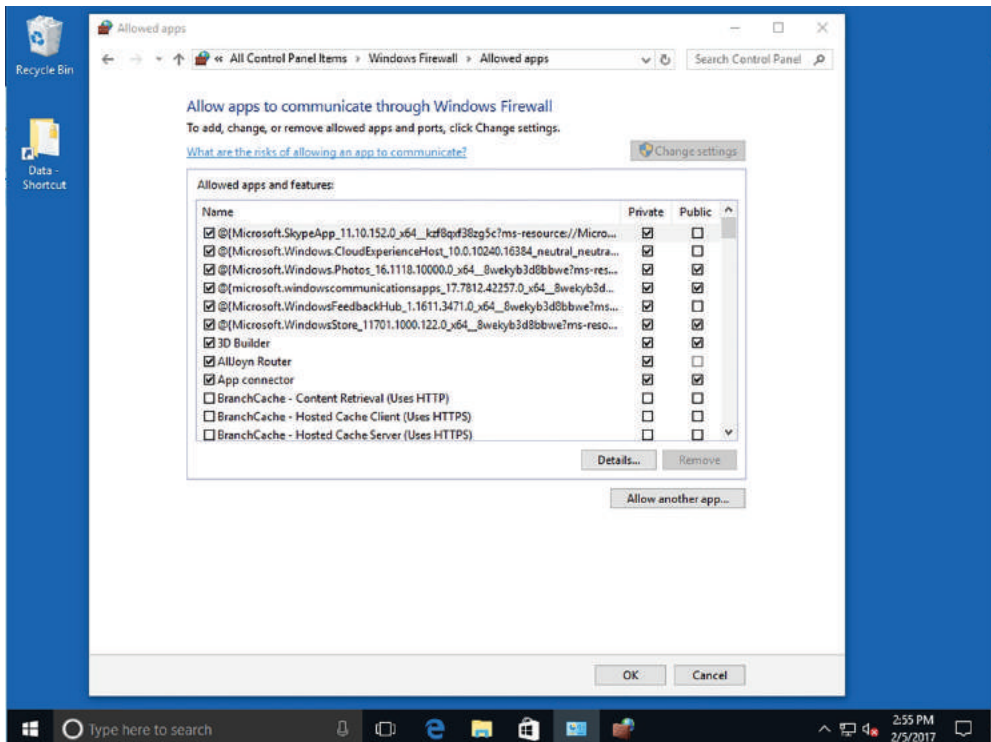 Recycle Bin
Data -
Shortcut
Allowed apps
« All Control Panel Items › Windows Firewall › Allowed apps
Search Control Panel
Allow apps to communicate through Windows Firewall
To add, change, or remove allowed apps and ports, click Change settings.
What are the risks of allowing an app to communicate?
Change settings
Allowed apps and features:
Name Private Public
@{Microsoft.SkypeApp_11.10.152.0_x64__kzf8qxf38zg5c?ms-resource://Micro...
@{Microsoft.Windows.CloudExperienceHost_10.0.10240.16384_neutral_neutra...
@{Microsoft.Windows.Photos_16.1118.10000.0_x64__8wekyb3d8bbwe?ms-res...
@{microsoft.windowscommunicationsapps_17.7812.42257.0_x64__8wekyb3d...
@{Microsoft.WindowsFeedbackHub_1.1611.3471.0_x64__8wekyb3d8bbwe?ms...
@{Microsoft.WindowsStore_11701.1000.122.0_x64__8wekyb3d8bbwe?ms-reso...
3D Builder
AllJoyn Router
App connector
BranchCache - Content Retrieval (Uses HTTP)
BranchCache - Hosted Cache Client (Uses HTTPS)
BranchCache - Hosted Cache Server (Uses HTTPS)
Details... Remove
Allow another app...
OK Cancel
Type here to search
2:55 PM
2/5/2017